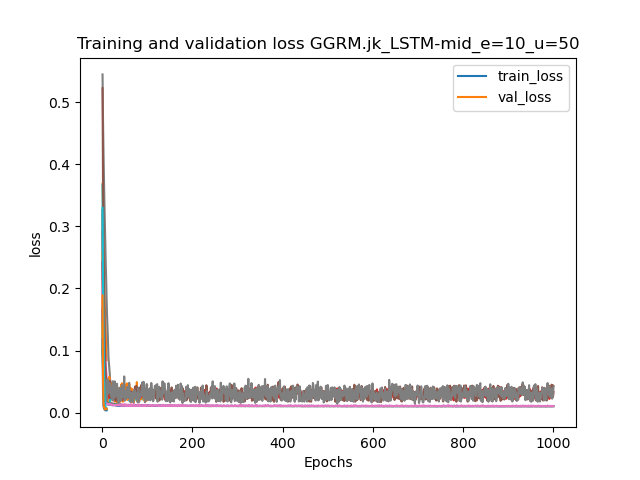 Training and validation loss GGRM.jk_LSTM-mid_e=10_u=50
train_loss
val_loss
0.5
0.4
0.3
0.2
0.1
0.0
loss
0 200 400 600 800 1000
Epochs